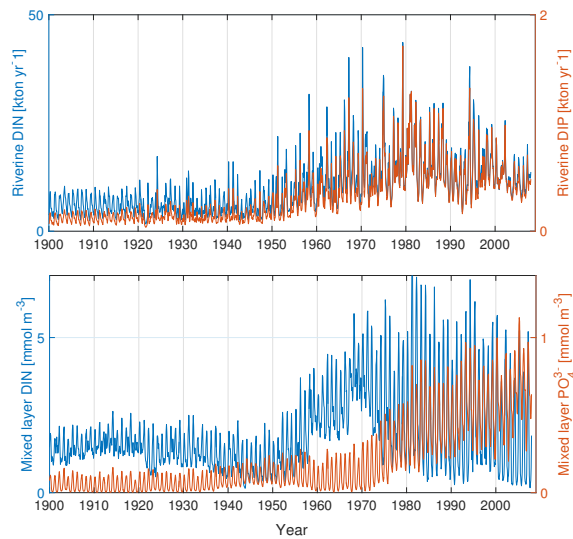 50
2
Riverine DIN [kton yr⁻¹]
Riverine DIP [kton yr⁻¹]
0
0
1900 1910 1920 1930 1940 1950 1960 1970 1980 1990 2000
5
1
Mixed layer DIN [mmol m⁻³]
Mixed layer PO₄³⁻ [mmol m⁻³]
0
0
1900 1910 1920 1930 1940 1950 1960 1970 1980 1990 2000
Year